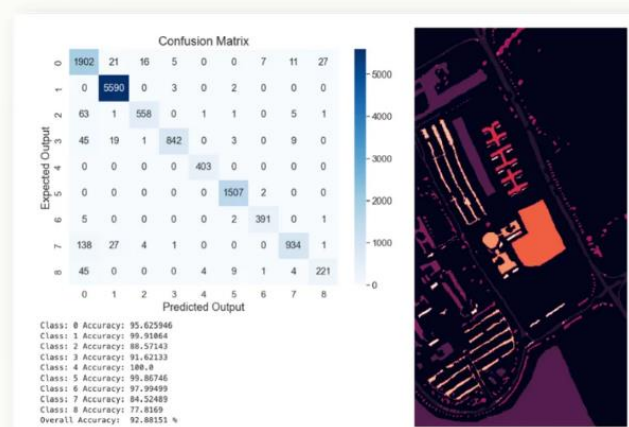 Confusion Matrix
0 1902 21 16 5 0 0 7 11 27
1 0 5590 0 3 0 2 0 0 0
2 63 1 558 0 1 1 0 5 1
3 45 19 1 842 0 3 0 9 0
4 0 0 0 0 403 0 0 0 0
5 0 0 0 0 0 1507 2 0 0
6 5 0 0 0 0 2 391 0 1
7 138 27 4 1 0 0 0 934 1
8 45 0 0 0 4 9 1 4 221
0 1 2 3 4 5 6 7 8
Expected Output
Predicted Output
5000
4000
3000
2000
1000
0
Class: 0 Accuracy: 95.625946
Class: 1 Accuracy: 99.91064
Class: 2 Accuracy: 88.57143
Class: 3 Accuracy: 91.62133
Class: 4 Accuracy: 100.0
Class: 5 Accuracy: 99.86746
Class: 6 Accuracy: 97.99499
Class: 7 Accuracy: 84.52489
Class: 8 Accuracy: 77.8169
Overall Accuracy: 92.88151 %